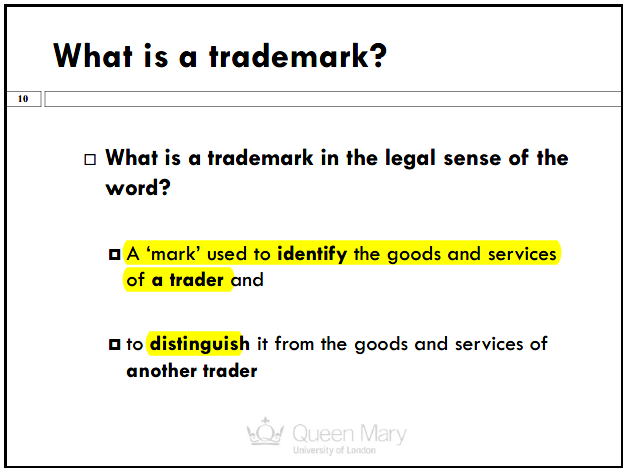 What is a trademark?
10
What is a trademark in the legal sense of the
word?
A ‘mark’ used to identify the goods and services
of a trader and
to distinguish it from the goods and services of
another trader
Queen Mary
University of London